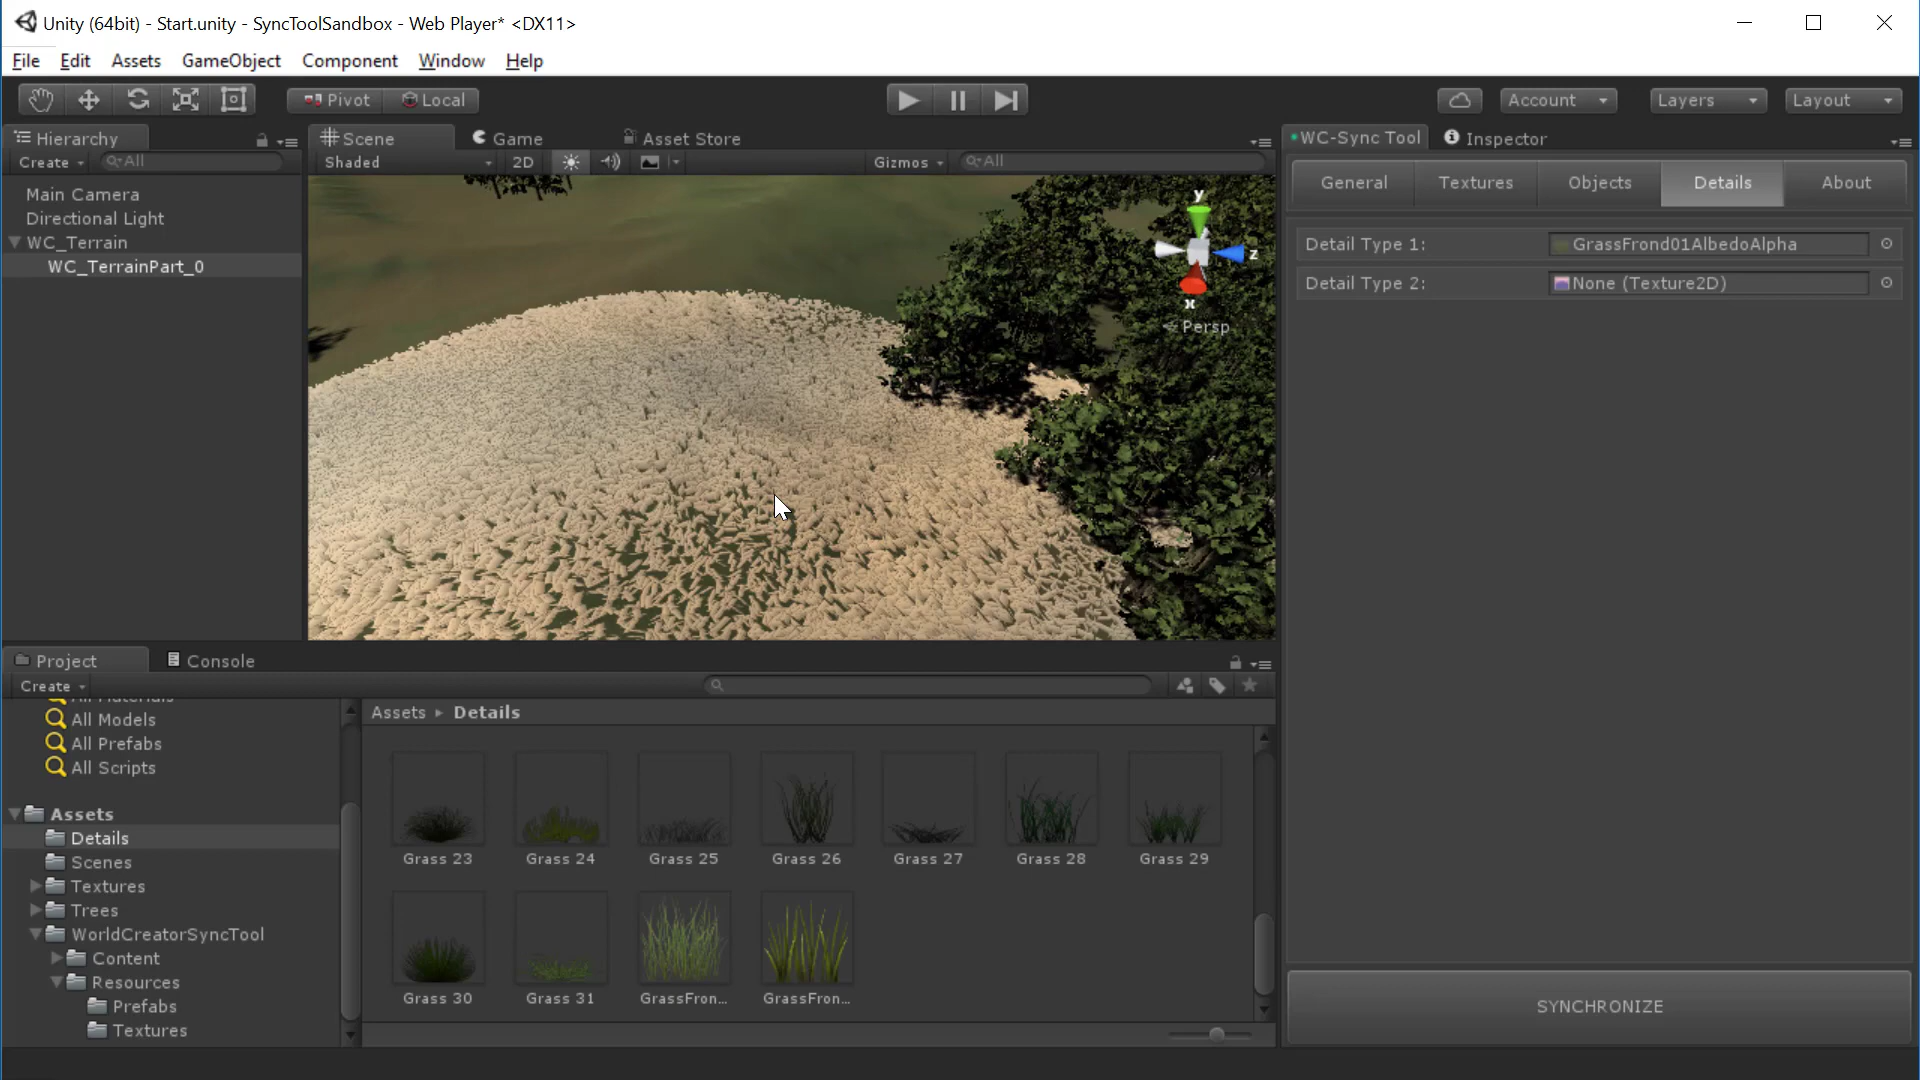 Unity (64bit) - Start.unity - SyncToolSandbox - Web Player* <DX11>
File Edit Assets GameObject Component Window Help
Pivot Local
Account Layers Layout
Hierarchy
Create All
Main Camera
Directional Light
WC_Terrain
WC_TerrainPart_0
Scene Game Asset Store
Shaded 2D Gizmos All
y
z
x
Persp
WC-Sync Tool Inspector
General Textures Objects Details About
Detail Type 1: GrassFrond01AlbedoAlpha
Detail Type 2: None (Texture2D)
SYNCHRONIZE
Project Console
Create
All Materials
All Models
All Prefabs
All Scripts
Assets
Details
Scenes
Textures
Trees
WorldCreatorSyncTool
Content
Resources
Prefabs
Textures
Assets Details
Grass 23 Grass 24 Grass 25 Grass 26 Grass 27 Grass 28 Grass 29
Grass 30 Grass 31 GrassFron... GrassFron...